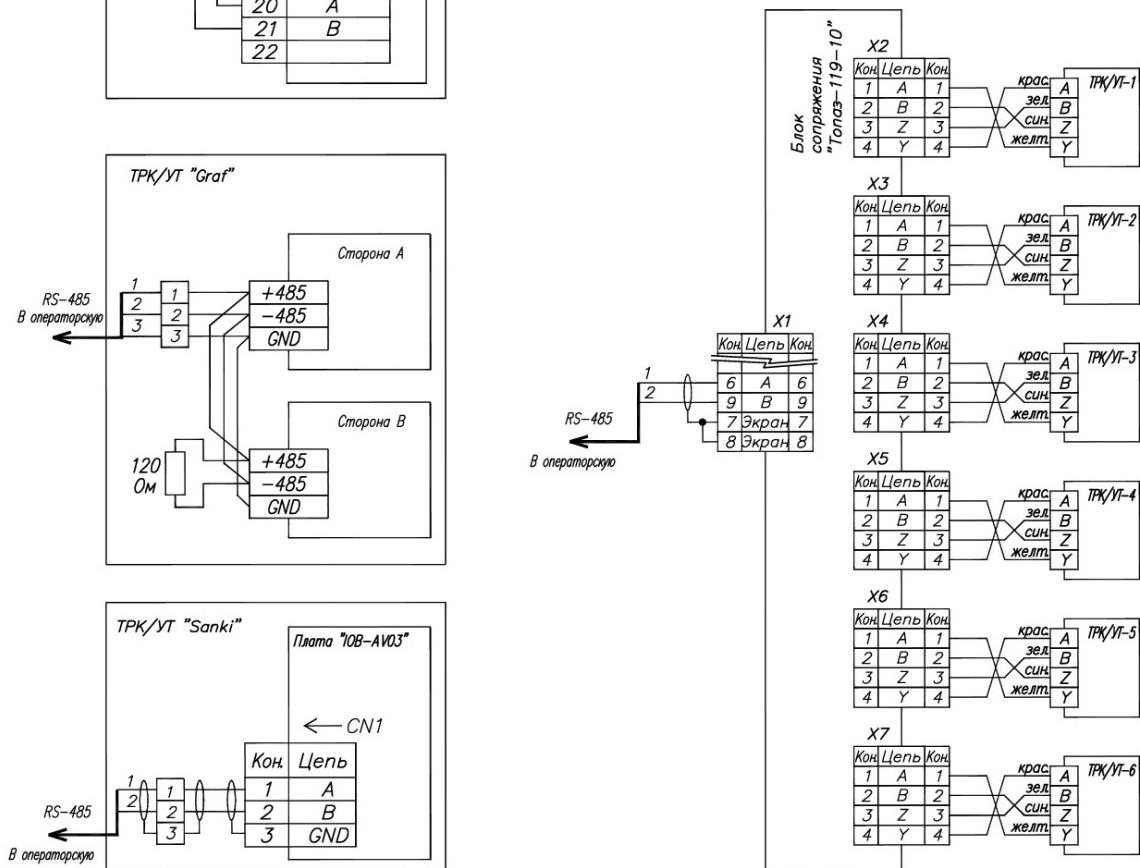 20 A
21 B
22
ТРК/УТ "Graf"
Сторона А
1 1 +485
2 2 -485
3 3 GND
RS-485
В операторскую
Сторона В
+485
-485
GND
120
Ом
ТРК/УТ "Sanki"
Плата "IOB-AV03"
CN1
Кон. Цепь
1 1 1 A
2 2 2 B
3 3 GND
RS-485
В операторскую
Блок
сопряжения
"Топаз-119-10"
X1
Кон. Цепь Кон.
1 6 A 6
2 9 B 9
7 Экран 7
8 Экран 8
RS-485
В операторскую
X2
Кон. Цепь Кон.
1 A 1 крас. A
2 B 2 зел. B
3 Z 3 син. Z
4 Y 4 желт. Y
ТРК/УТ-1
X3
Кон. Цепь Кон.
1 A 1 крас. A
2 B 2 зел. B
3 Z 3 син. Z
4 Y 4 желт. Y
ТРК/УТ-2
X4
Кон. Цепь Кон.
1 A 1 крас. A
2 B 2 зел. B
3 Z 3 син. Z
4 Y 4 желт. Y
ТРК/УТ-3
X5
Кон. Цепь Кон.
1 A 1 крас. A
2 B 2 зел. B
3 Z 3 син. Z
4 Y 4 желт. Y
ТРК/УТ-4
X6
Кон. Цепь Кон.
1 A 1 крас. A
2 B 2 зел. B
3 Z 3 син. Z
4 Y 4 желт. Y
ТРК/УТ-5
X7
Кон. Цепь Кон.
1 A 1 крас. A
2 B 2 зел. B
3 Z 3 син. Z
4 Y 4 желт. Y
ТРК/УТ-6